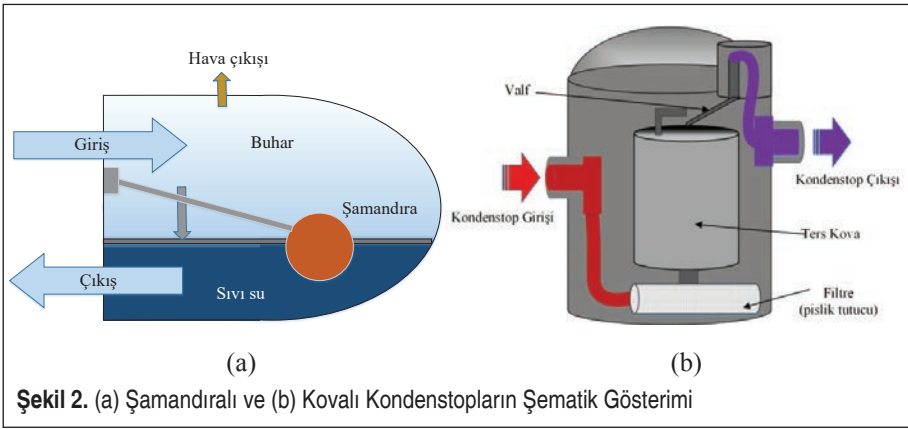 Hava çıkışı
Giriş
Buhar
Şamandıra
Çıkış
Sıvı su
(a)
Valf
Kondenstop Girişi
Kondenstop Çıkışı
Ters Kova
Filtre
(pislik tutucu)
(b)
Şekil 2. (a) Şamandıralı ve (b) Kovalı Kondenstopların Şematik Gösterimi